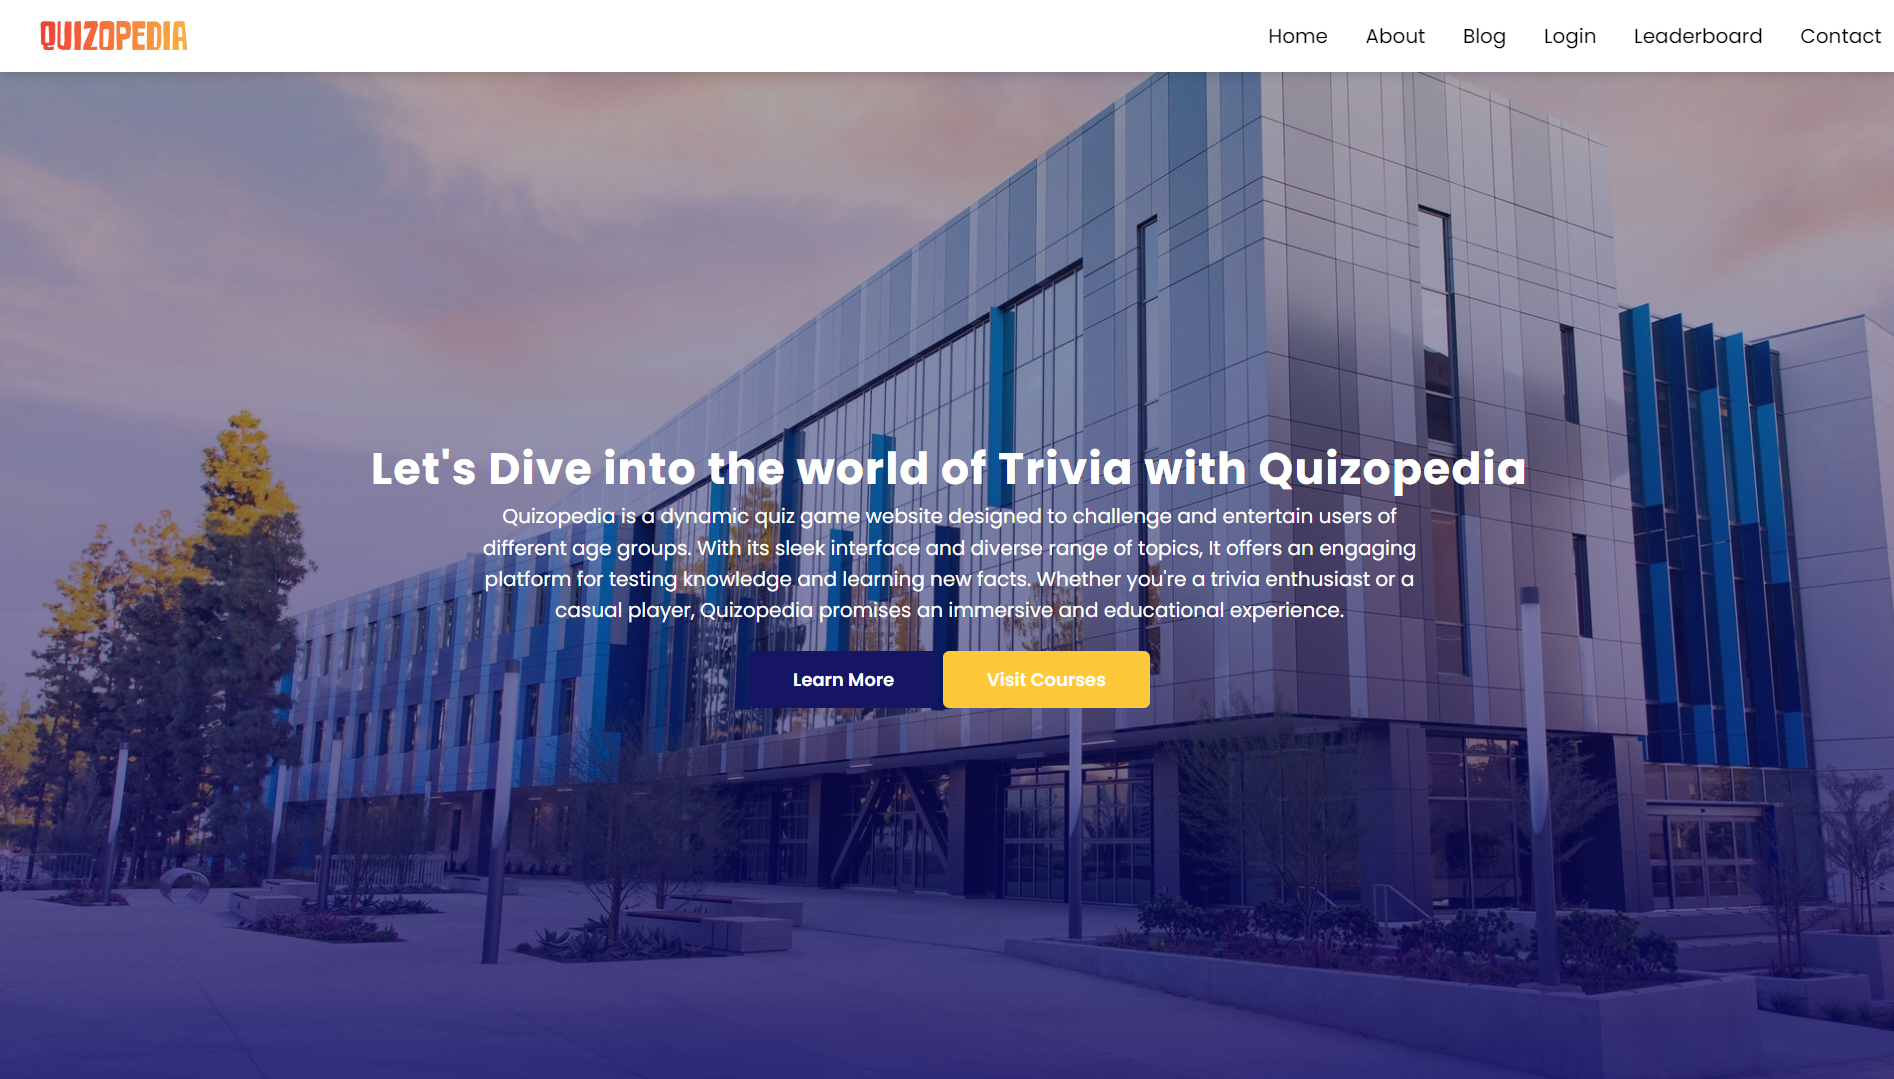 QUIZOPEDIA
Home About Blog Login Leaderboard Contact
Let's Dive into the world of Trivia with Quizopedia
Quizopedia is a dynamic quiz game website designed to challenge and entertain users of
different age groups. With its sleek interface and diverse range of topics, It offers an engaging
platform for testing knowledge and learning new facts. Whether you're a trivia enthusiast or a
casual player, Quizopedia promises an immersive and educational experience.
Learn More Visit Courses